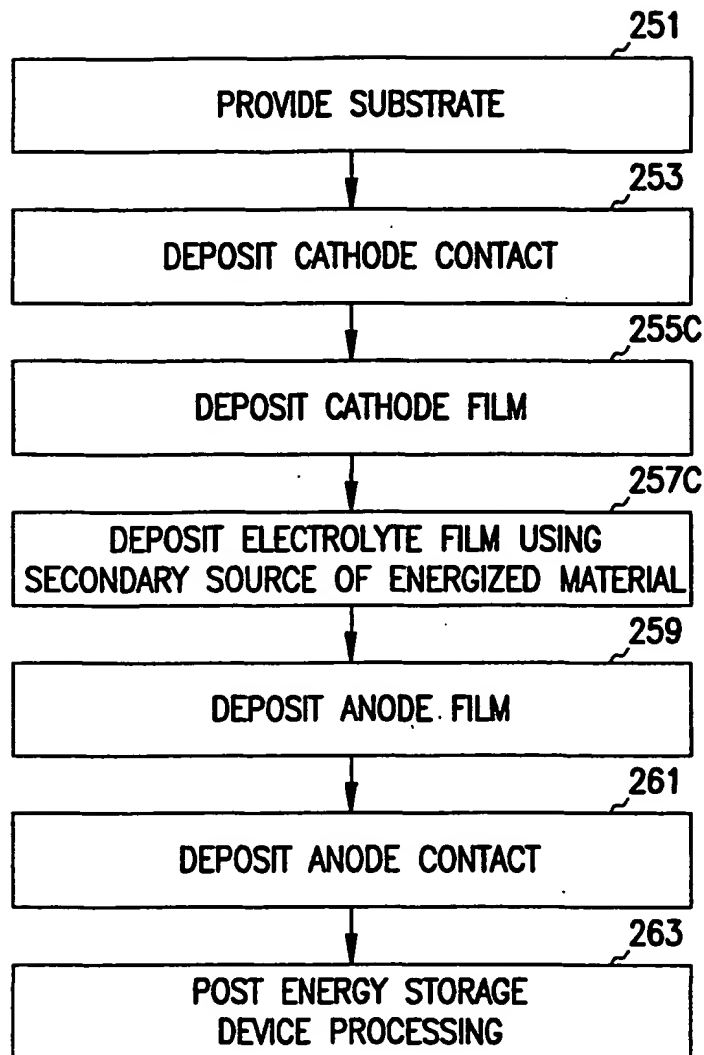 251
PROVIDE SUBSTRATE
253
DEPOSIT CATHODE CONTACT
255C
DEPOSIT CATHODE FILM
257C
DEPOSIT ELECTROLYTE FILM USING
SECONDARY SOURCE OF ENERGIZED MATERIAL
259
DEPOSIT ANODE FILM
261
DEPOSIT ANODE CONTACT
263
POST ENERGY STORAGE
DEVICE PROCESSING